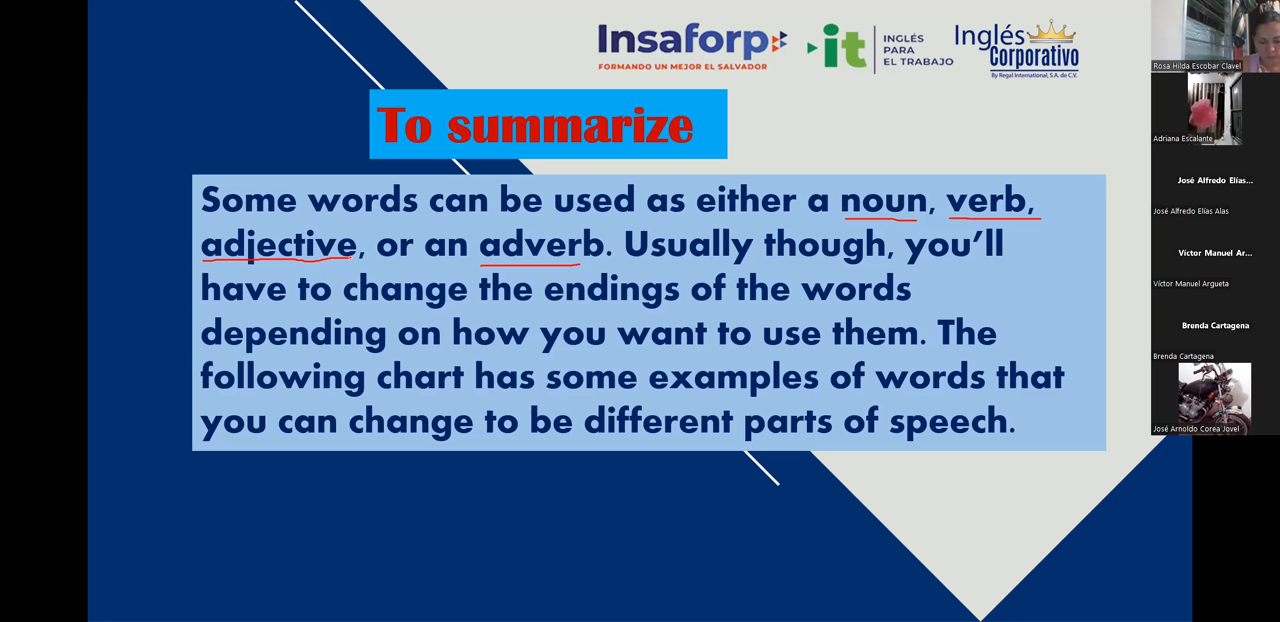 Insaforp
FORMANDO UN MEJOR EL SALVADOR
it
INGLÉS
PARA
EL TRABAJO
Inglés
Corporativo
By Regal International, S.A. de C.V.
To summarize
Some words can be used as either a noun, verb,
adjective, or an adverb. Usually though, you’ll
have to change the endings of the words
depending on how you want to use them. The
following chart has some examples of words that
you can change to be different parts of speech.
Rosa Hilda Escobar Clavel
Adriana Escalante
José Alfredo Elías...
José Alfredo Elías Alas
Víctor Manuel Ar...
Víctor Manuel Argueta
Brenda Cartagena
Brenda Cartagena
José Arnoldo Corea Jovel